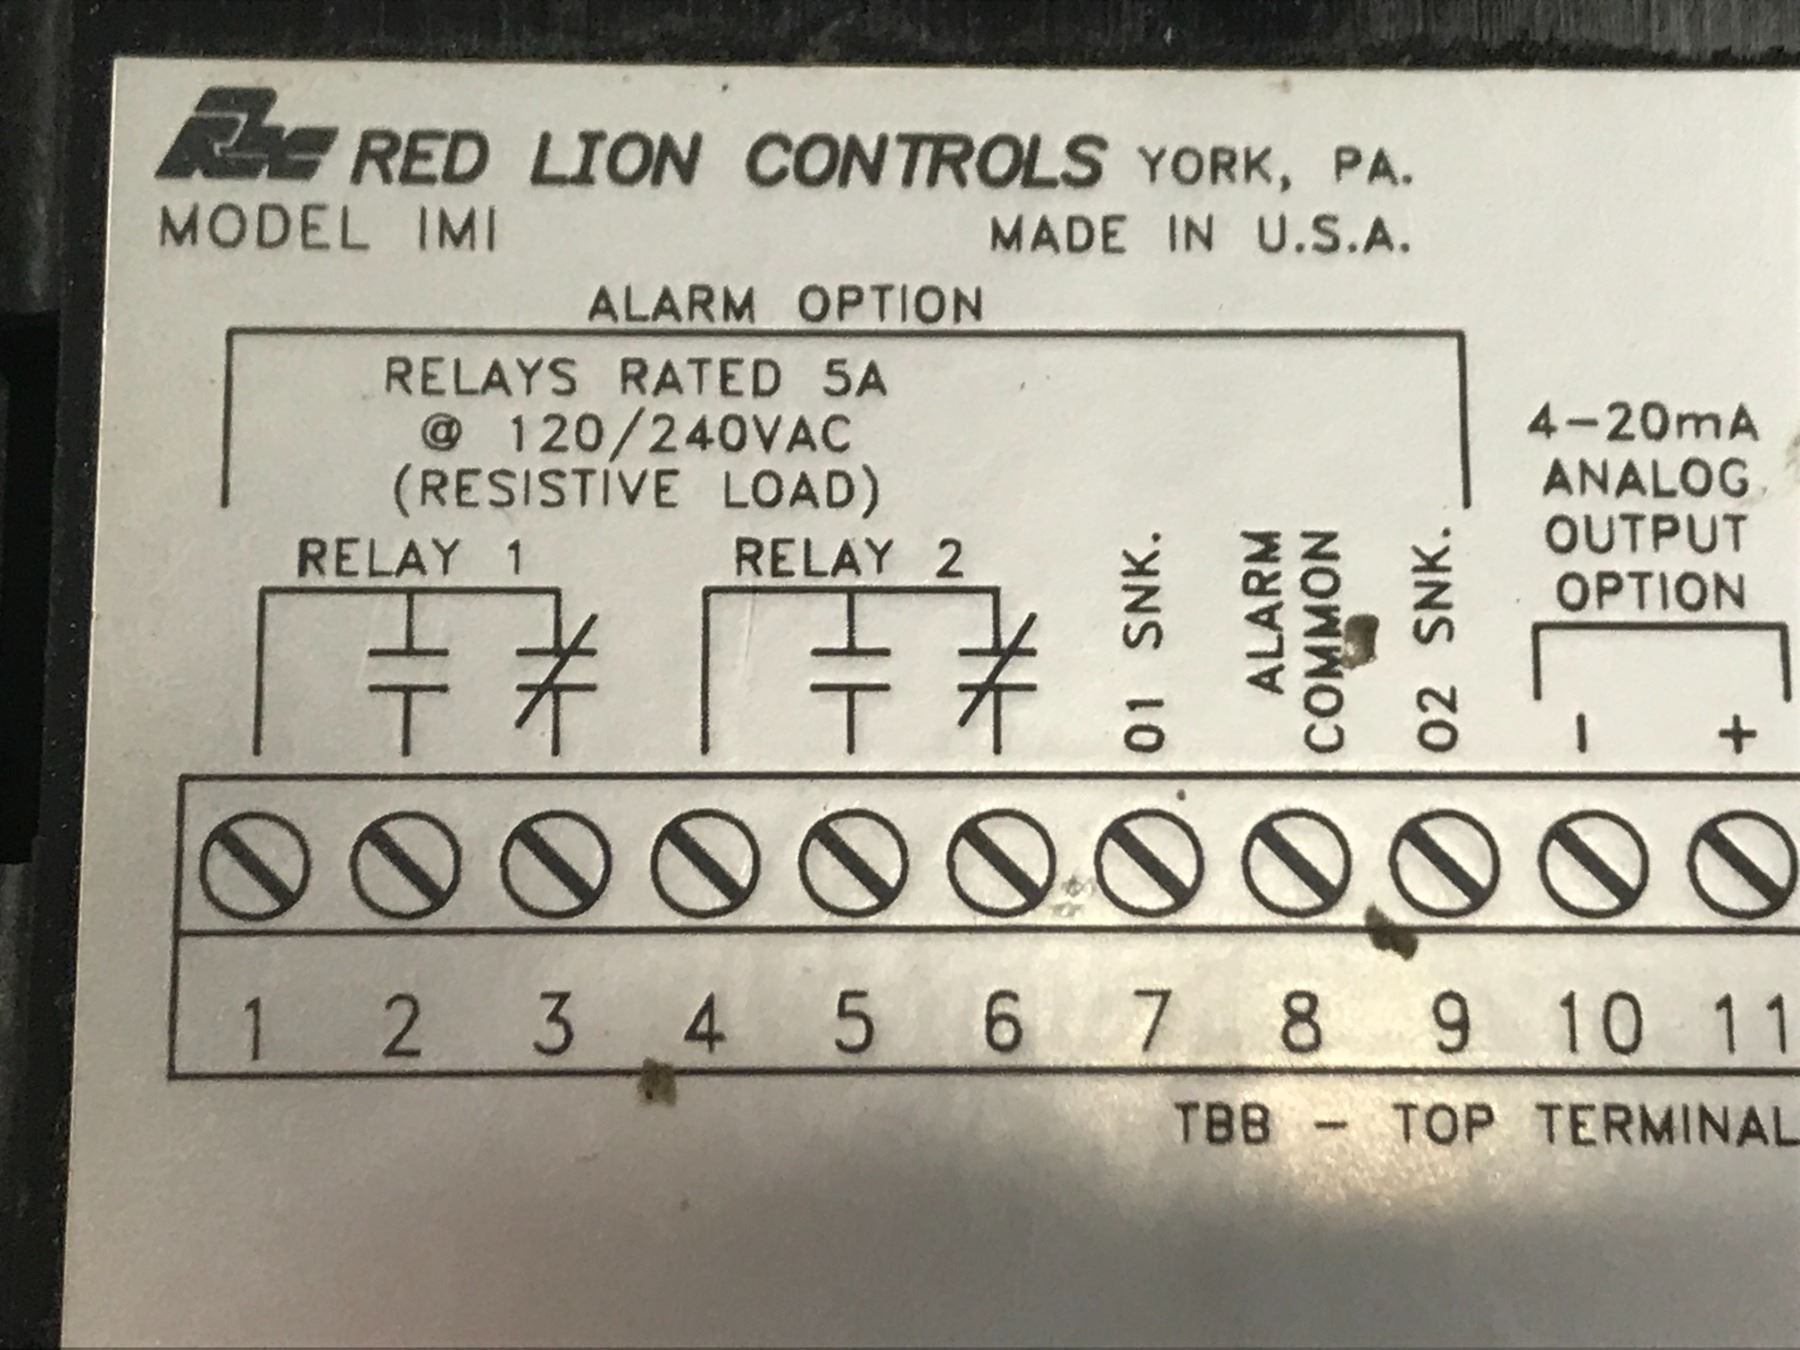 RLC RED LION CONTROLS YORK, PA.
MODEL IMI MADE IN U.S.A.
ALARM OPTION
RELAYS RATED 5A
@ 120/240VAC
(RESISTIVE LOAD)
RELAY 1
RELAY 2
01 SNK.
ALARM
COMMON
02 SNK.
4-20mA
ANALOG
OUTPUT
OPTION
- +
1 2 3 4 5 6 7 8 9 10 11
TBB - TOP TERMINAL